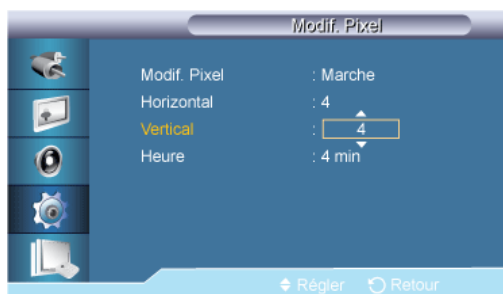 Modif. Pixel
Modif. Pixel : Marche
Horizontal : 4
Vertical : 4
Heure : 4 min
Régler Retour